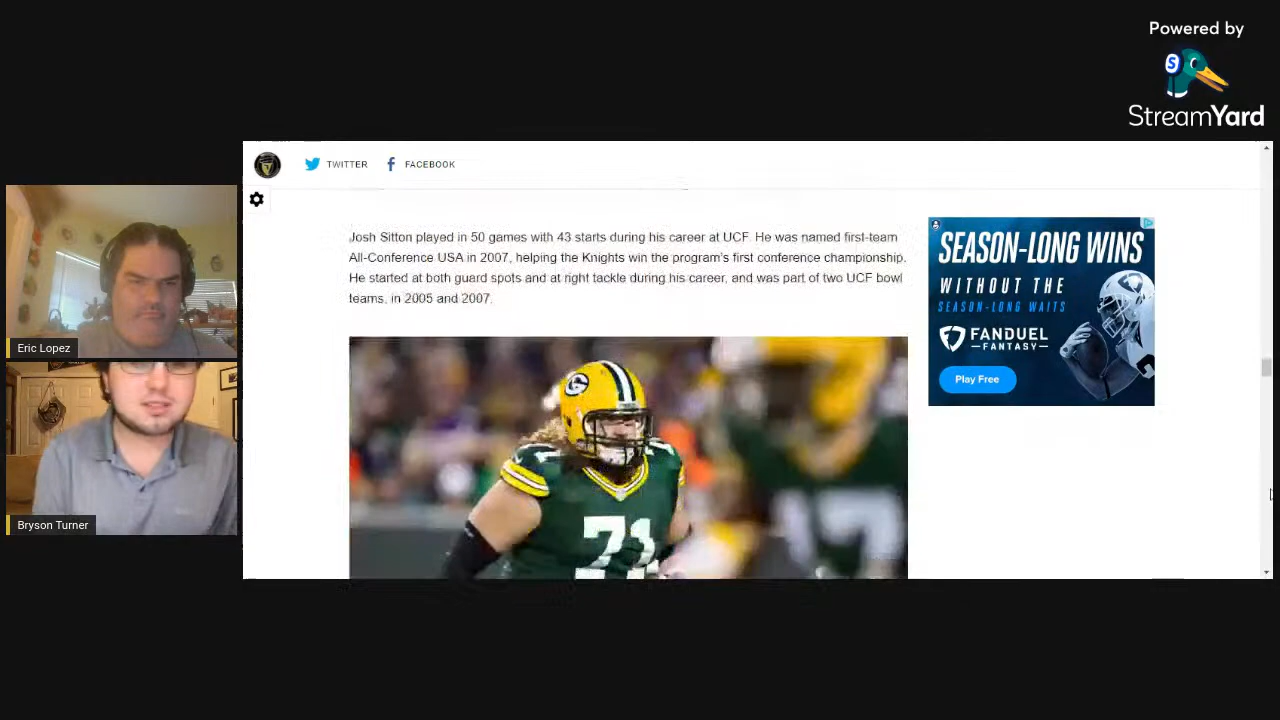 Powered by
S
StreamYard
TWITTER
FACEBOOK
Josh Sitton played in 50 games with 43 starts during his career at UCF. He was named first-team
All-Conference USA in 2007, helping the Knights win the program's first conference championship.
He started at both guard spots and at right tackle during his career, and was part of two UCF bowl
teams, in 2005 and 2007.
SEASON-LONG WINS
WITHOUT THE
SEASON-LONG WAITS
FANDUEL
FANTASY
Play Free
G
71
71
17
Eric Lopez
Bryson Turner